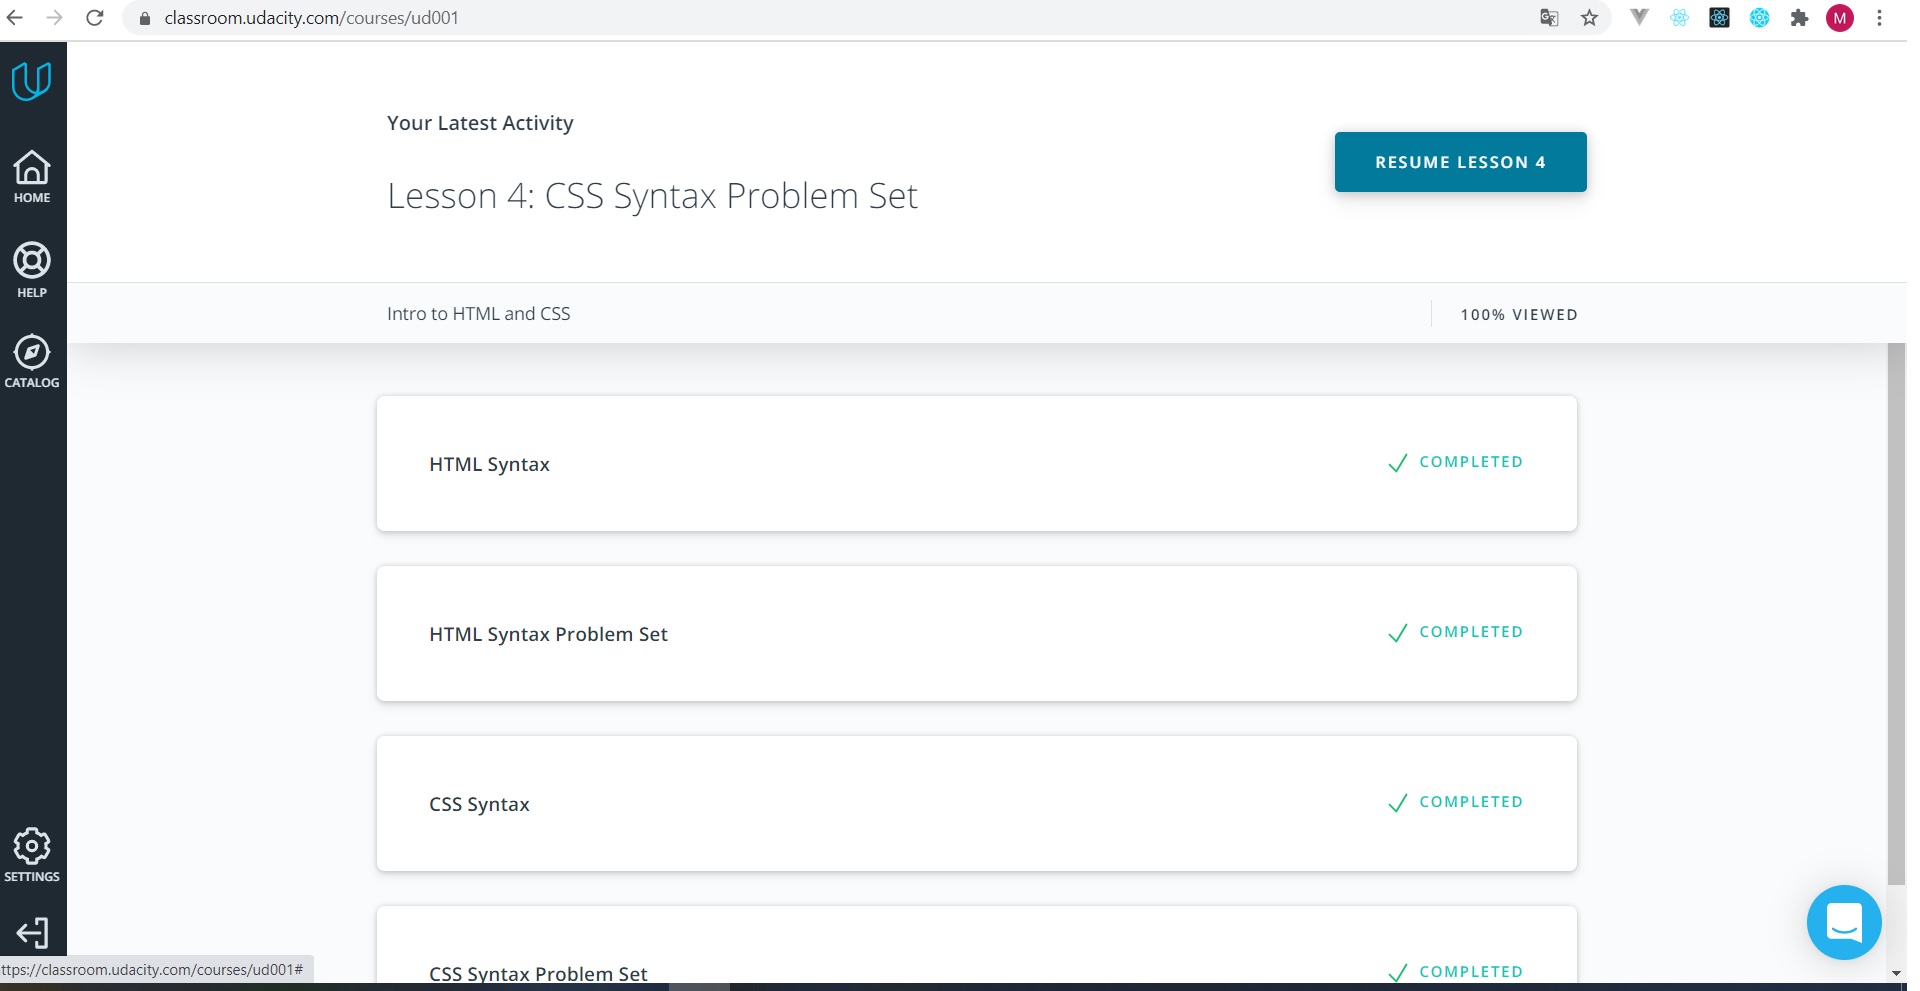 classroom.udacity.com/courses/ud001
M
HOME
HELP
CATALOG
SETTINGS
Your Latest Activity
Lesson 4: CSS Syntax Problem Set
RESUME LESSON 4
Intro to HTML and CSS
100% VIEWED
HTML Syntax
COMPLETED
HTML Syntax Problem Set
COMPLETED
CSS Syntax
COMPLETED
CSS Syntax Problem Set
COMPLETED
ttps://classroom.udacity.com/courses/ud001#